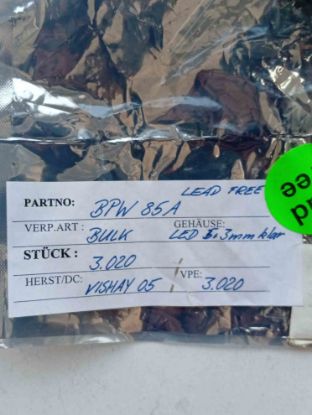 LEAD FREE
PARTNO: BPW 85A
VERP.ART: BULK GEHÄUSE: LED 3mm klar
STÜCK: 3.020
HERST/DC: VISHAY 05 VPE: 3.020